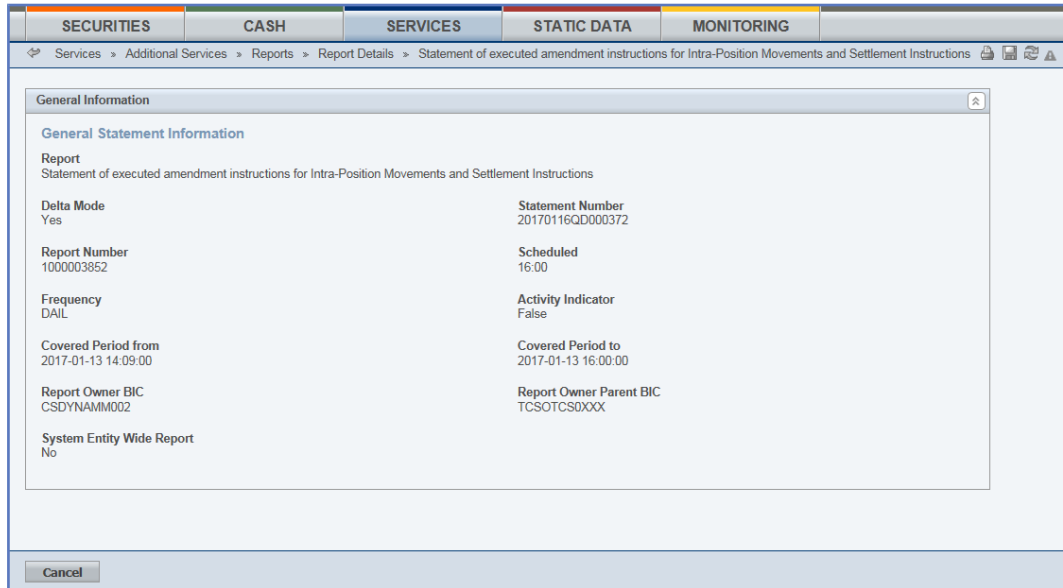 SECURITIES CASH SERVICES STATIC DATA MONITORING
Services » Additional Services » Reports » Report Details » Statement of executed amendment instructions for Intra-Position Movements and Settlement Instructions
General Information
General Statement Information
Report
Statement of executed amendment instructions for Intra-Position Movements and Settlement Instructions
Delta Mode
Yes
Statement Number
20170116QD000372
Report Number
1000003852
Scheduled
16:00
Frequency
DAIL
Activity Indicator
False
Covered Period from
2017-01-13 14:09:00
Covered Period to
2017-01-13 16:00:00
Report Owner BIC
CSDYNAMM002
Report Owner Parent BIC
TCSOTCS0XXX
System Entity Wide Report
No
Cancel